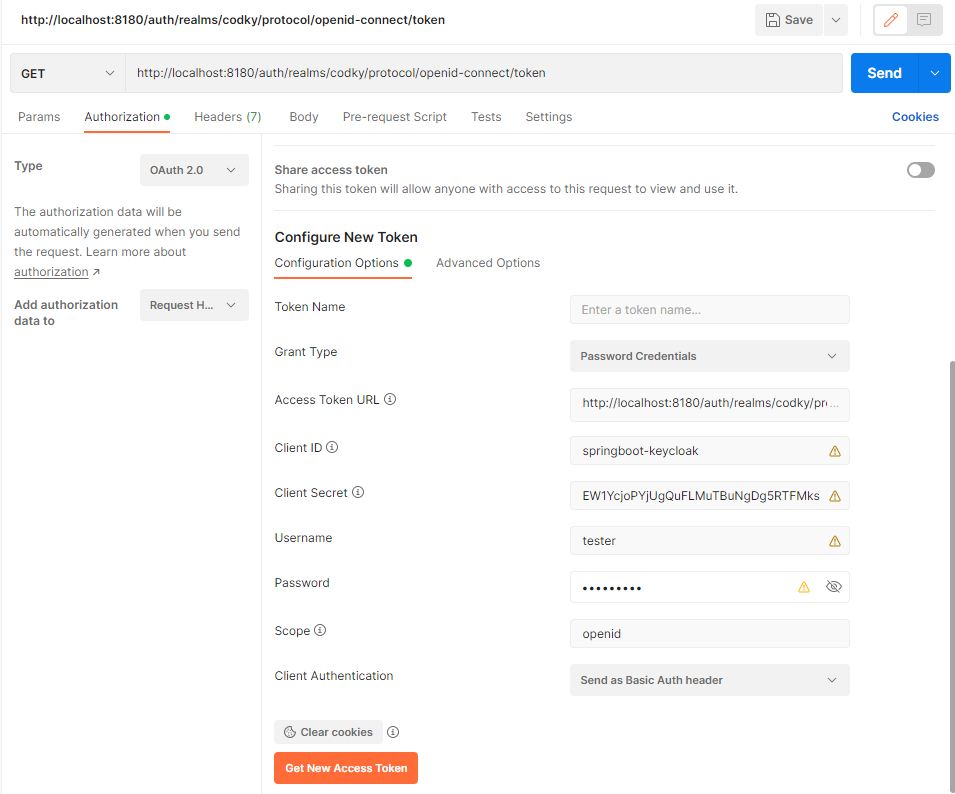 http://localhost:8180/auth/realms/codky/protocol/openid-connect/token
Save
GET
http://localhost:8180/auth/realms/codky/protocol/openid-connect/token
Send
Params
Authorization
Headers (7)
Body
Pre-request Script
Tests
Settings
Cookies
Type
OAuth 2.0
The authorization data will be
automatically generated when you send
the request. Learn more about
authorization ↗
Add authorization
data to
Request H...
Share access token
Sharing this token will allow anyone with access to this request to view and use it.
Configure New Token
Configuration Options
Advanced Options
Token Name
Enter a token name...
Grant Type
Password Credentials
Access Token URL
http://localhost:8180/auth/realms/codky/pr...
Client ID
springboot-keycloak
Client Secret
EW1YcjoPYjUgQuFLMuTBuNgDg5RTFMks
Username
tester
Password
•••••••••
Scope
openid
Client Authentication
Send as Basic Auth header
Clear cookies
Get New Access Token